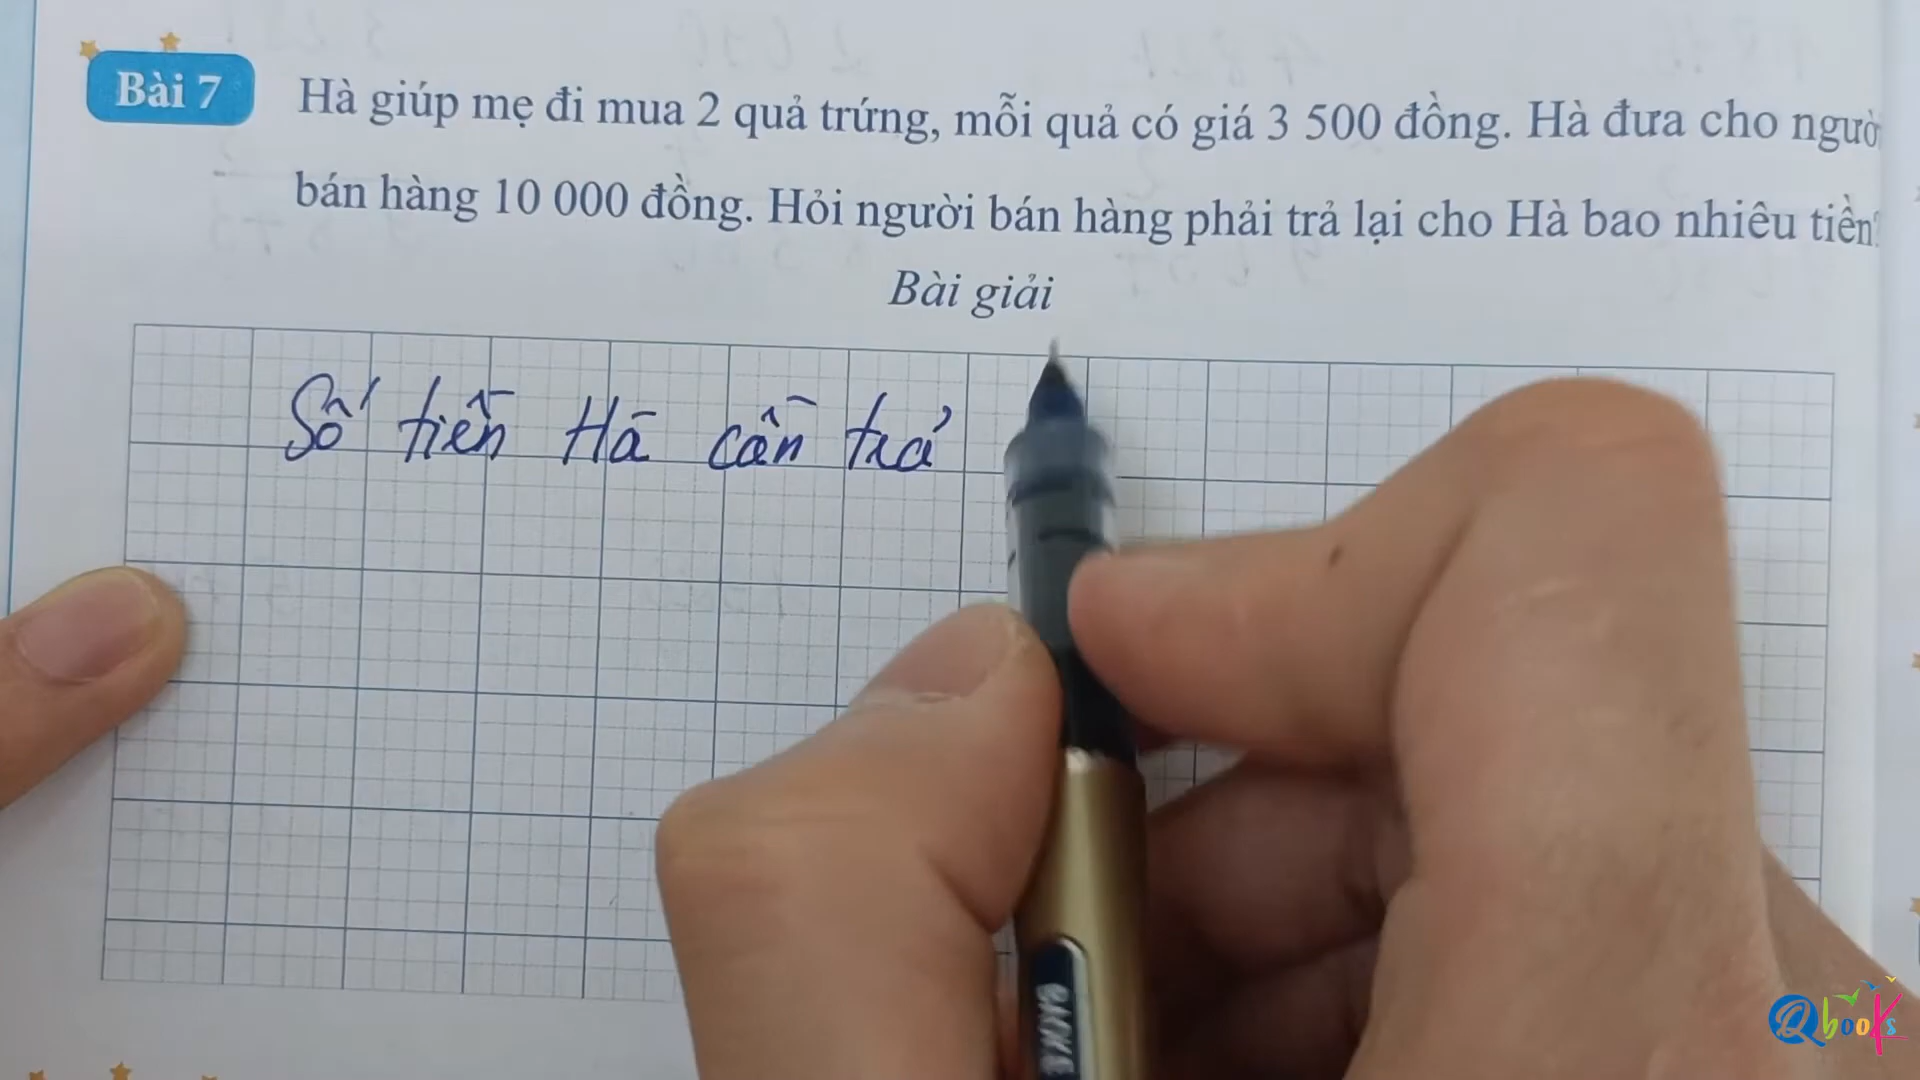 Bài 7
Hà giúp mẹ đi mua 2 quả trứng, mỗi quả có giá 3 500 đồng. Hà đưa cho
bán hàng 10 000 đồng. Hỏi người bán hàng phải trả lại cho Hà bao nhiêu tiền
Bài giải
Số tiền Hà cần trả
Qbooks